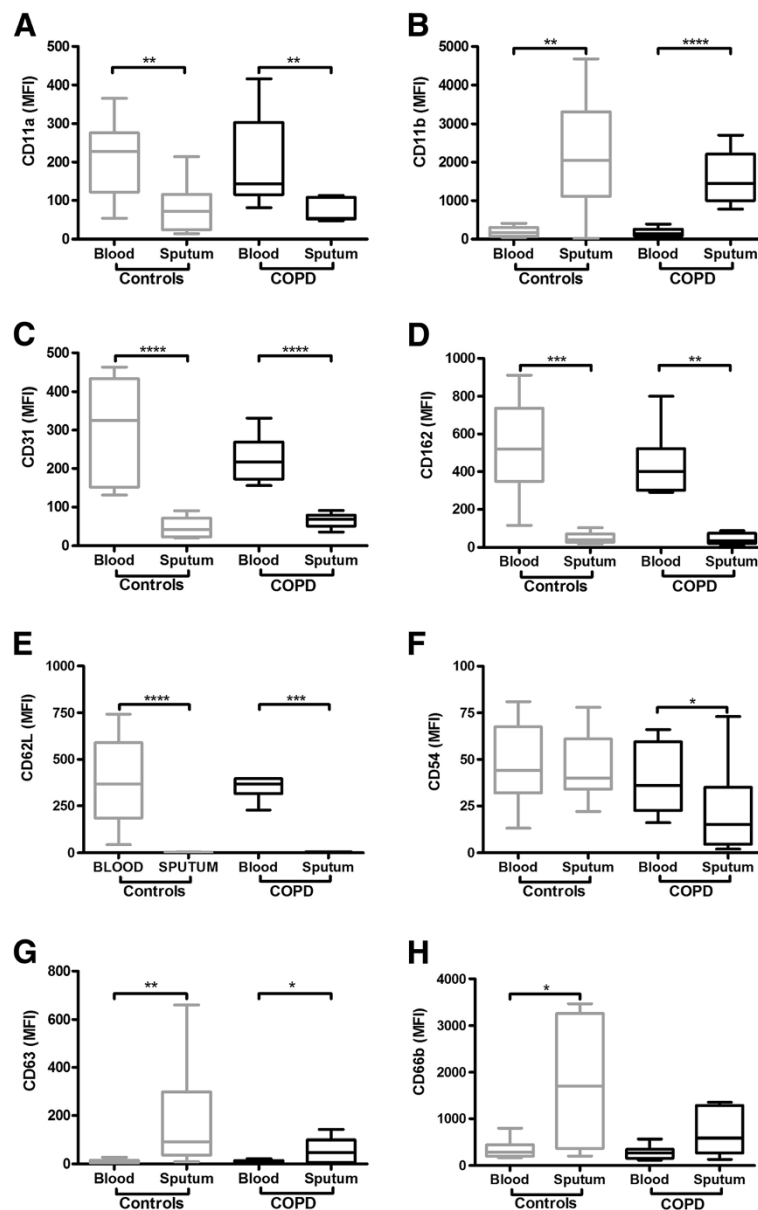 A
CD11a (MFI)
500
400
300
200
100
0
**
**
Blood
Sputum
Blood
Sputum
Controls
COPD
B
CD11b (MFI)
5000
4000
3000
2000
1000
0
**
****
Blood
Sputum
Blood
Sputum
Controls
COPD
C
CD31 (MFI)
500
400
300
200
100
0
****
****
Blood
Sputum
Blood
Sputum
Controls
COPD
D
CD162 (MFI)
1000
800
600
400
200
0
***
**
Blood
Sputum
Blood
Sputum
Controls
COPD
E
CD62L (MFI)
1000
750
500
250
0
****
***
BLOOD
SPUTUM
Blood
Sputum
Controls
COPD
F
CD54 (MFI)
100
75
50
25
0
*
Blood
Sputum
Blood
Sputum
Controls
COPD
G
CD63 (MFI)
800
600
400
200
0
**
*
Blood
Sputum
Blood
Sputum
Controls
COPD
H
CD66b (MFI)
4000
3000
2000
1000
0
*
Blood
Sputum
Blood
Sputum
Controls
COPD